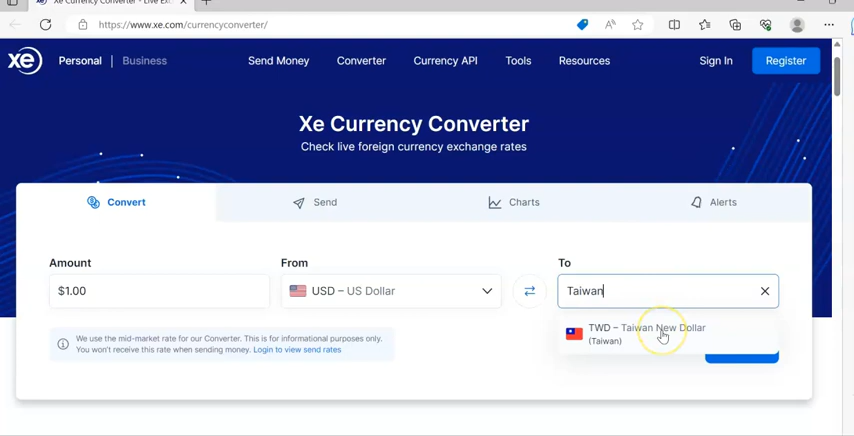 Xe Currency Converter - Live Ex
https://www.xe.com/currencyconverter/
xe Personal | Business Send Money Converter Currency API Tools Resources Sign In Register
Xe Currency Converter
Check live foreign currency exchange rates
Convert Send Charts Alerts
Amount From To
$1.00 USD – US Dollar Taiwan
TWD – Taiwan New Dollar
(Taiwan)
We use the mid-market rate for our Converter. This is for informational purposes only.
You won't receive this rate when sending money. Login to view send rates